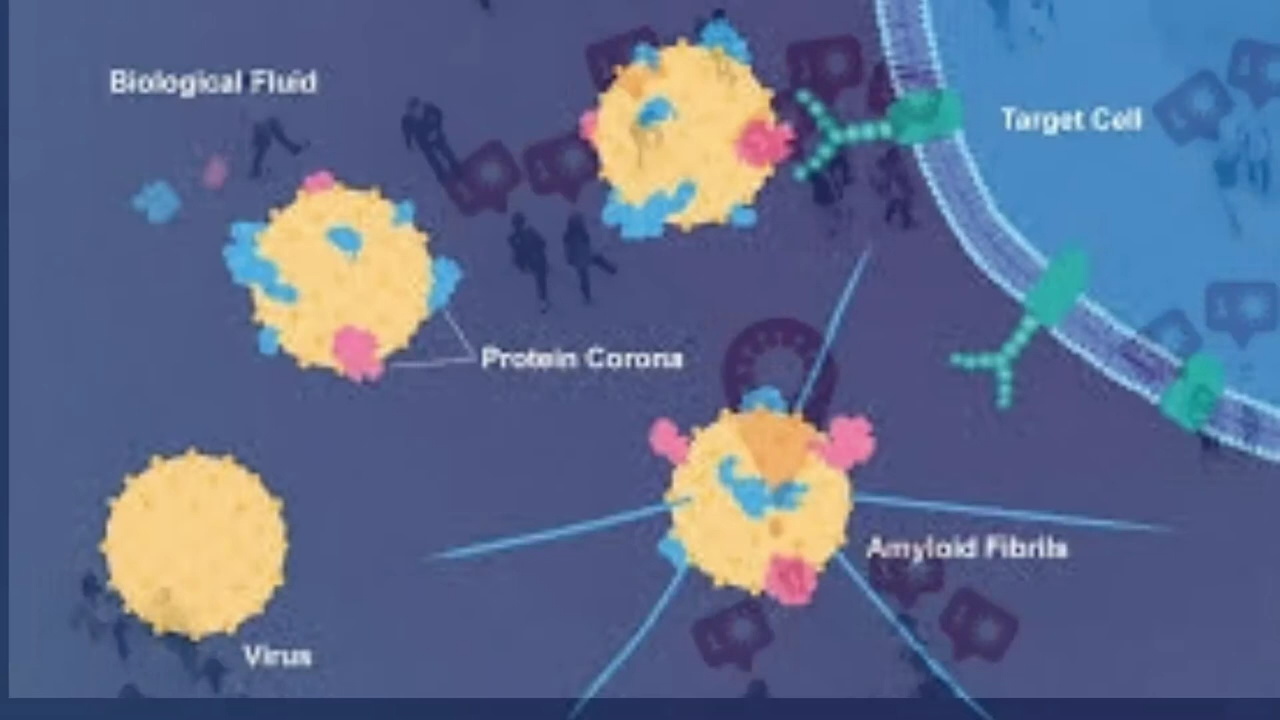 Biological Fluid
Target Cell
Protein Corona
Amyloid Fibrils
Virus